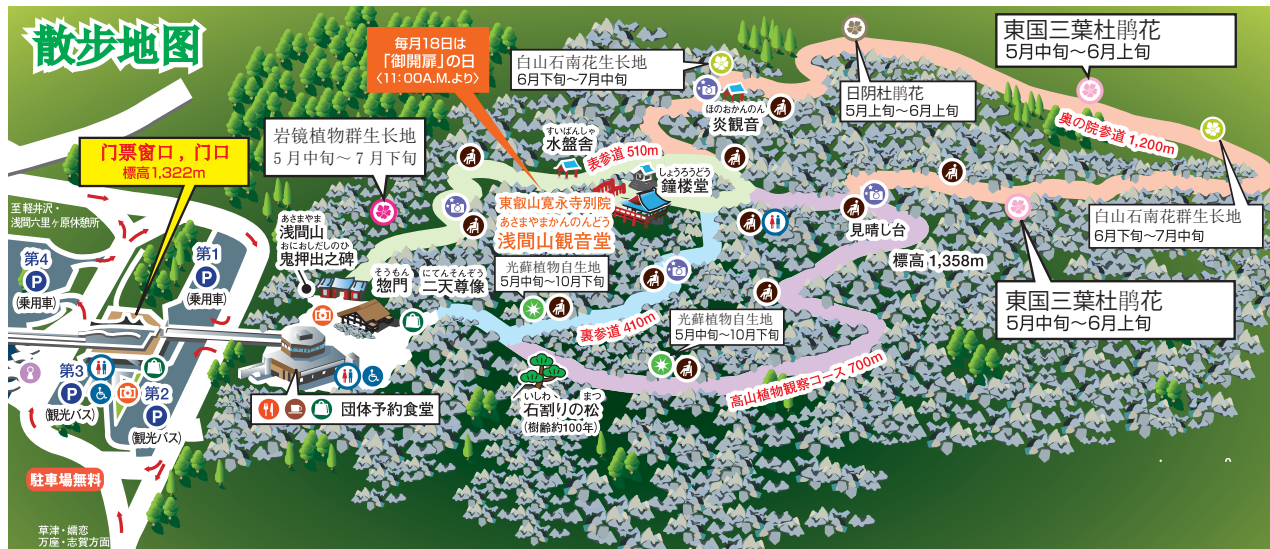 散步地图
毎月18日は
「御開扉」の日
〈11：00A.M.より〉
白山石南花生长地
6月下旬〜7月中旬
日阴杜鹃花
5月上旬〜6月上旬
東国三葉杜鹃花
5月中旬〜6月上旬
奥の院参道 1,200m
岩镜植物群生长地
5月中旬〜7月下旬
门票窗口，门口
標高1,322m
すいばんしゃ
水盤舎
表参道 510m
ほのおかんのん
炎観音
しょうろうどう
鐘楼堂
東叡山寛永寺別院
あさまやまかんのんどう
浅間山観音堂
見晴し台
標高 1,358m
白山石南花群生长地
6月下旬〜7月中旬
東国三葉杜鹃花
5月中旬〜6月上旬
至 軽井沢・
浅間六里ヶ原休憩所
あさまやま
浅間山
おにおしだしのひ
鬼押出之碑
そうもん
惣門
にてんそんぞう
二天尊像
光藓植物自生地
5月中旬〜10月下旬
裏参道 410m
光藓植物自生地
5月中旬〜10月下旬
高山植物観察コース 700m
いしわ まつ
石割りの松
(樹齢約100年)
第4
P
(乗用車)
第1
P
(乗用車)
第3
P
(観光バス)
第2
P
(観光バス)
団体予約食堂
駐車場無料
草津・嬬恋
万座・志賀方面